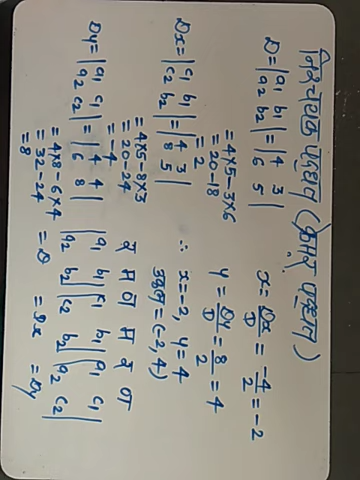 निश्चयक पद्धत (क्रामर पद्धत)
D = |a₁ b₁| = |4 3|
|a₂ b₂| |6 5|
= 4×5-3×6
= 20-18
= 2
Dx = |c₁ b₁| = |4 3|
|c₂ b₂| |8 5|
= 4×5-8×3
= 20-24
= -4
Dy = |a₁ c₁| = |4 4|
|a₂ c₂| |6 8|
= 4×8-6×4
= 32-24
= 8
x = Dx/D = -4/2 = -2
y = Dy/D = 8/2 = 4
∴ x=-2, y=4
उकल = (-2, 4)
|a₁ b₁| |c₁ b₁| |a₁ c₁|
|a₂ b₂| |c₂ b₂| |a₂ c₂|
= D = Dx = Dy